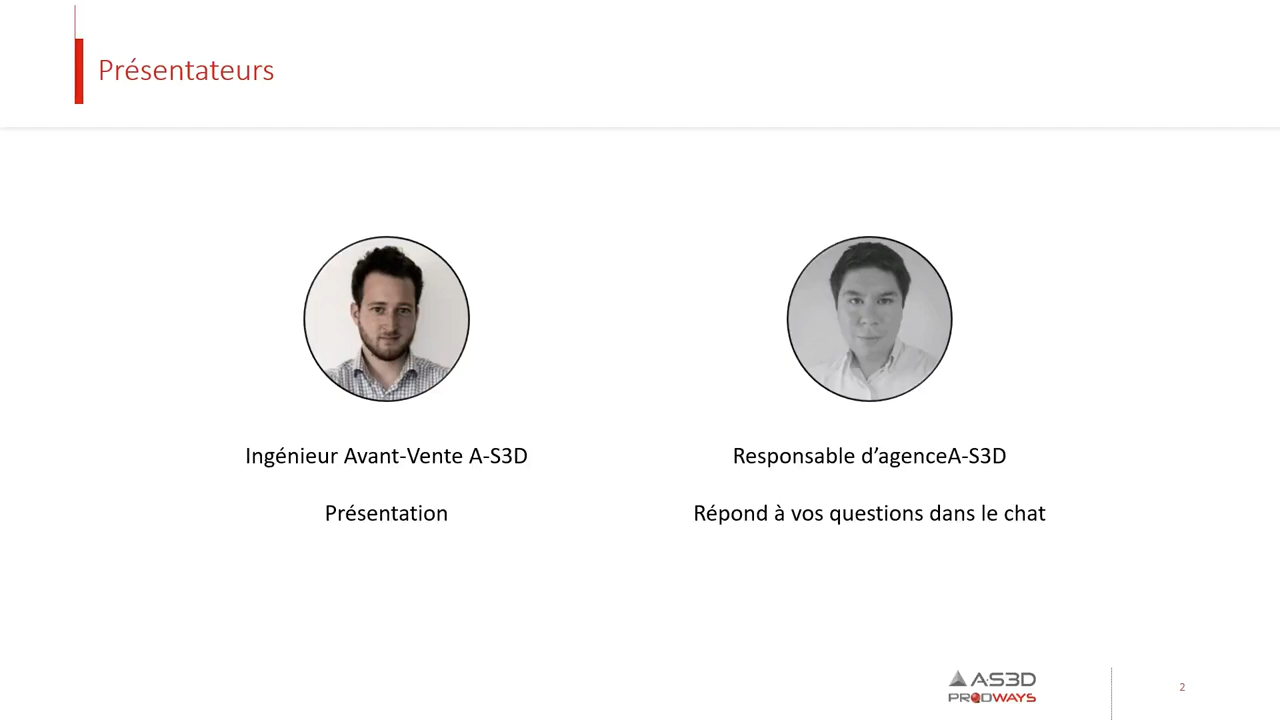 Présentateurs
Ingénieur Avant-Vente A-S3D
Présentation
Responsable d’agenceA-S3D
Répond à vos questions dans le chat
A-S3D
PRODWAYS
2